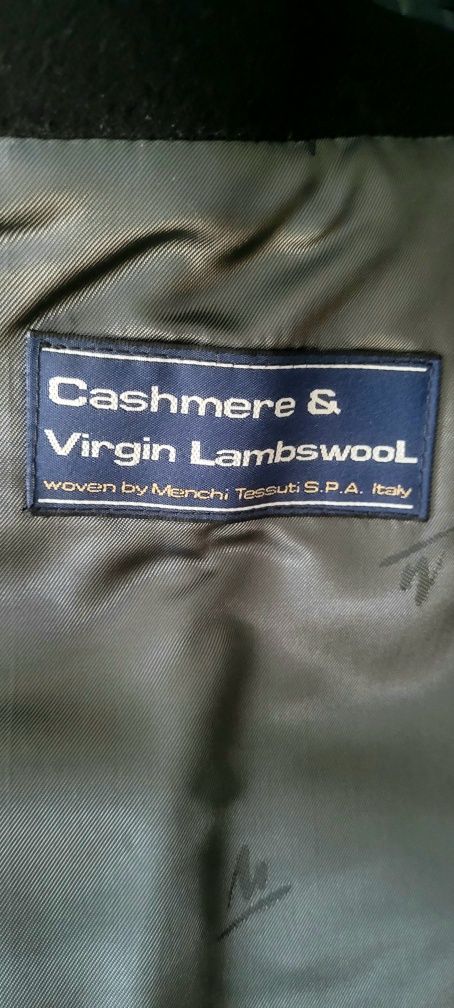 Cashmere &
Virgin Lambswool
woven by Menchi Tessuti S.P.A. Italy